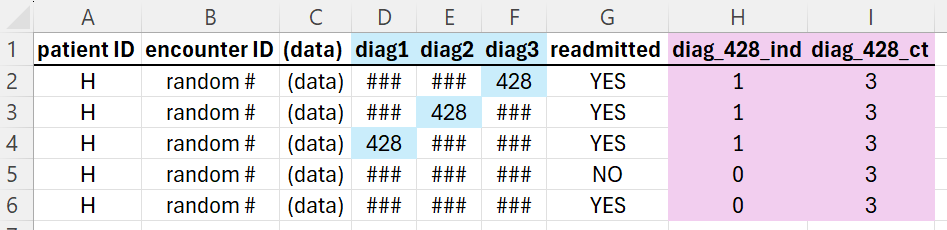 A B C D E F G H I
1 patient ID encounter ID (data) diag1 diag2 diag3 readmitted diag_428_ind diag_428_ct
2 H random # (data) ### ### 428 YES 1 3
3 H random # (data) ### 428 ### YES 1 3
4 H random # (data) 428 ### ### YES 1 3
5 H random # (data) ### ### ### NO 0 3
6 H random # (data) ### ### ### YES 0 3